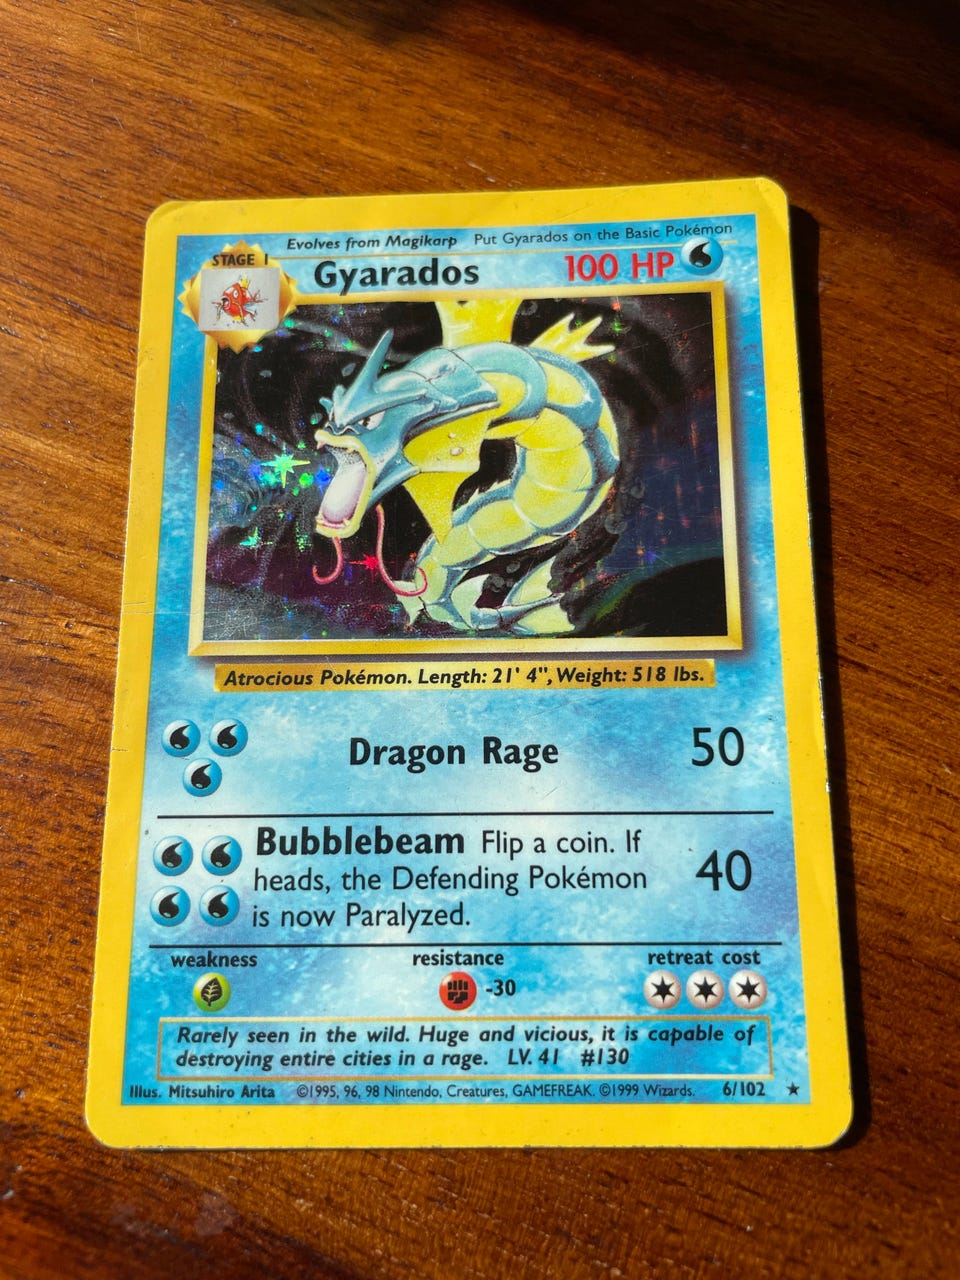 Evolves from Magikarp Put Gyarados on the Basic Pokémon
STAGE 1
Gyarados 100 HP
Atrocious Pokémon. Length: 21' 4", Weight: 518 lbs.
Dragon Rage 50
Bubblebeam Flip a coin. If
heads, the Defending Pokémon
is now Paralyzed.
40
weakness resistance retreat cost
-30
Rarely seen in the wild. Huge and vicious, it is capable of
destroying entire cities in a rage. LV. 41 #130
Illus. Mitsuhiro Arita ©1995, 96, 98 Nintendo, Creatures, GAMEFREAK. ©1999 Wizards. 6/102 ★